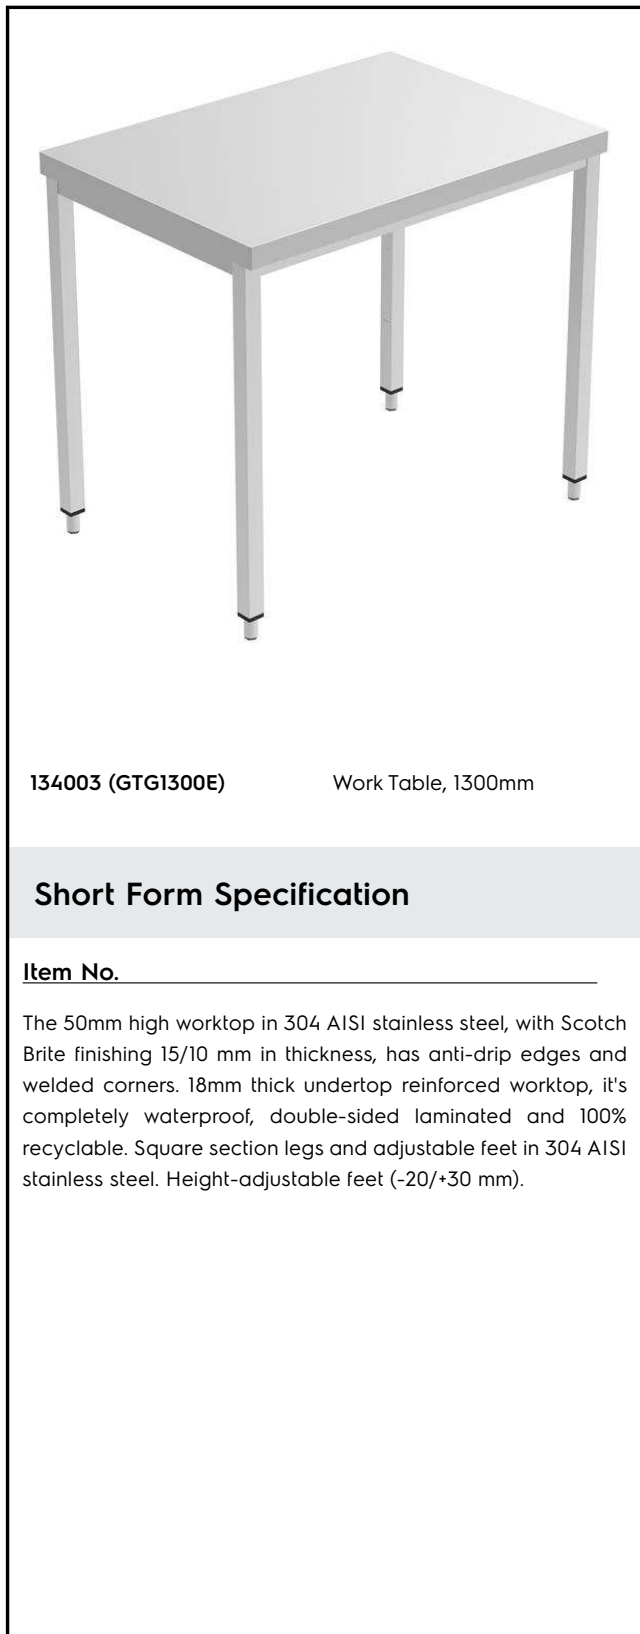 134003 (GTG1300E) Work Table, 1300mm
Short Form Specification
Item No.
The 50mm high worktop in 304 AISI stainless steel, with Scotch
Brite finishing 15/10 mm in thickness, has anti-drip edges and
welded corners. 18mm thick undertop reinforced worktop, it's
completely waterproof, double-sided laminated and 100%
recyclable. Square section legs and adjustable feet in 304 AISI
stainless steel. Height-adjustable feet (-20/+30 mm).